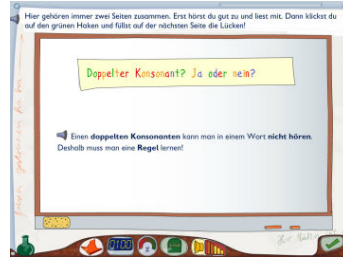 Hier gehören immer zwei Seiten zusammen. Erst hörst du gut zu und liest mit. Dann klickst du
auf den grünen Haken und füllst auf der nächsten Seite die Lücken!
Doppelter Konsonant? Ja oder nein?
Einen doppelten Konsonanten kann man in einem Wort nicht hören.
Deshalb muss man eine Regel lernen!
0100